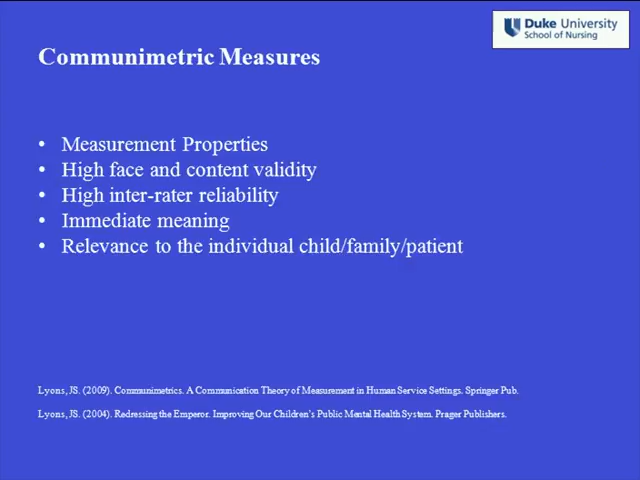 Duke University
School of Nursing
Communimetric Measures
• Measurement Properties
• High face and content validity
• High inter-rater reliability
• Immediate meaning
• Relevance to the individual child/family/patient
Lyons, JS. (2009). Communimetrics. A Communication Theory of Measurement in Human Service Settings. Springer Pub.
Lyons, JS. (2004). Redressing the Emperor. Improving Our Children's Public Mental Health System. Prager Publishers.